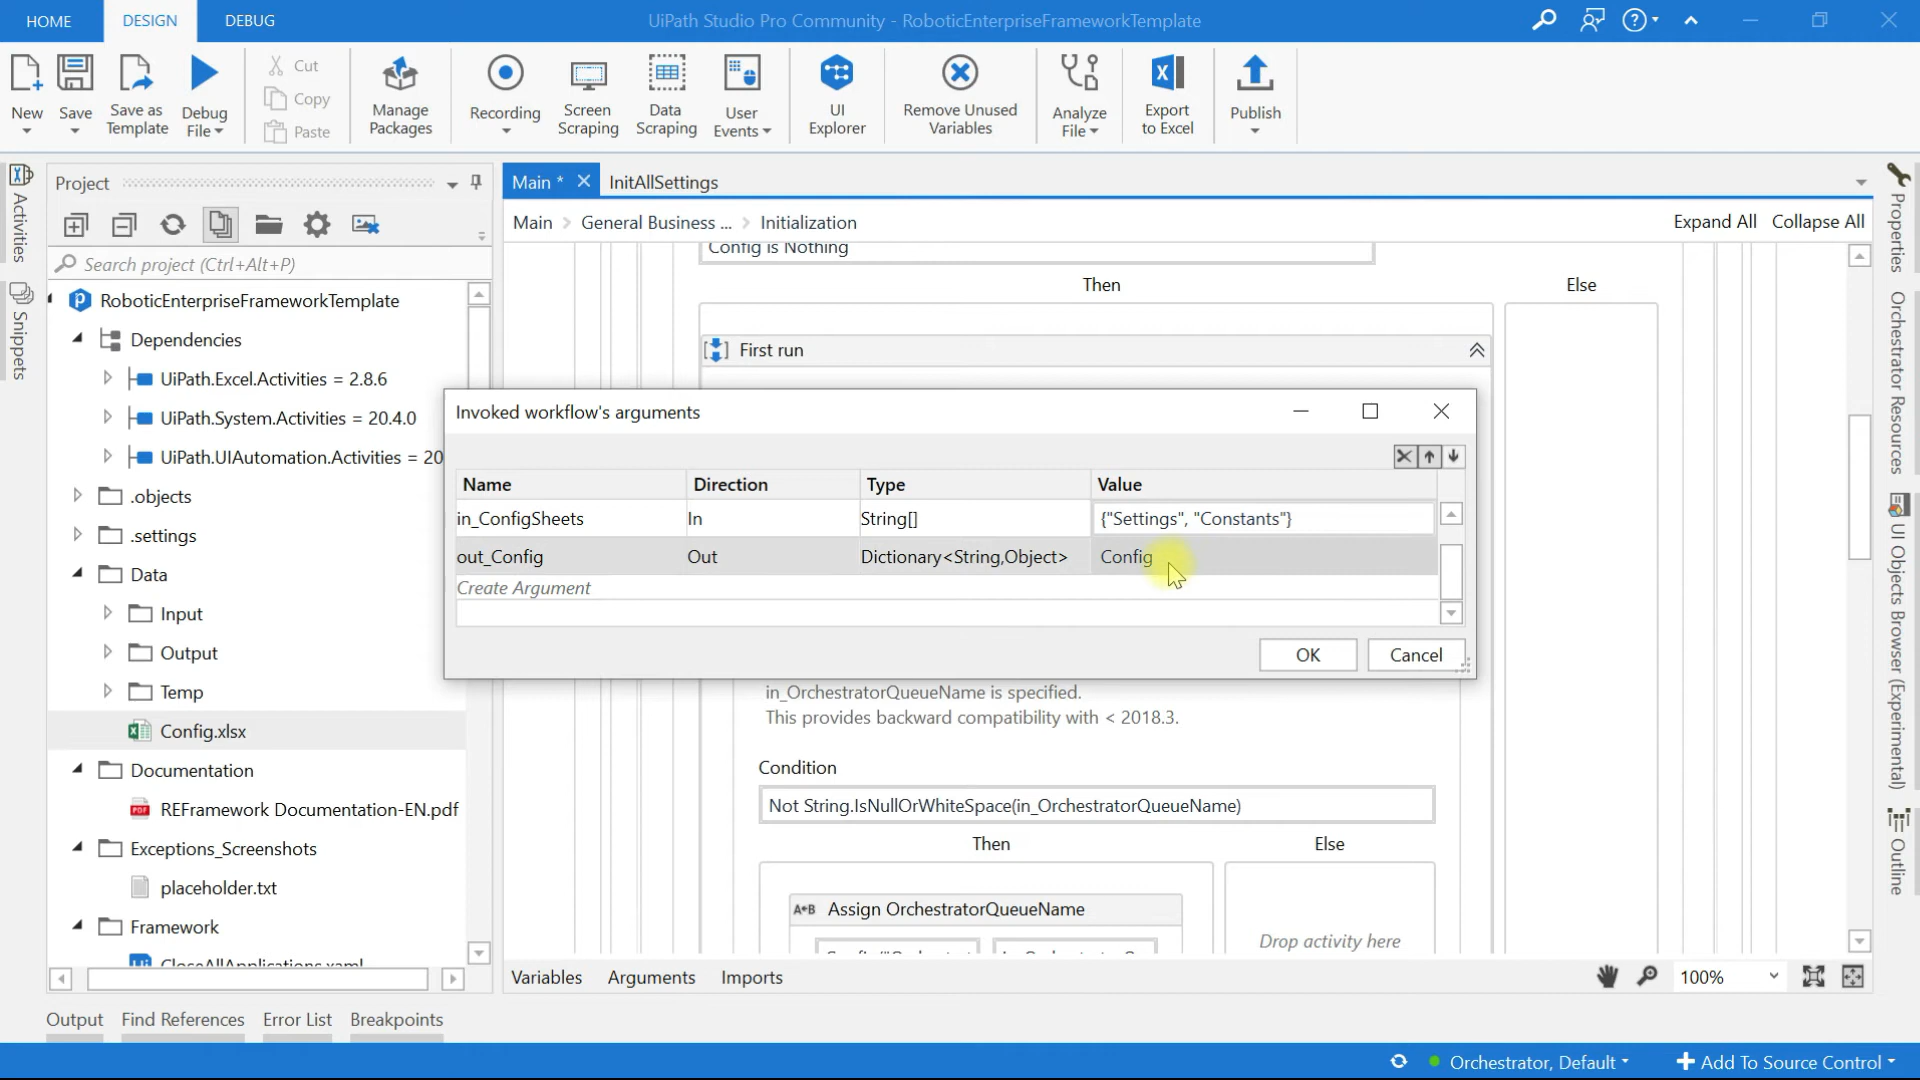 HOME
DESIGN
DEBUG
UiPath Studio Pro Community - RoboticEnterpriseFrameworkTemplate
New
Save
Save as
Template
Debug
File
Cut
Copy
Paste
Manage
Packages
Recording
Screen
Scraping
Data
Scraping
User
Events
UI
Explorer
Remove Unused
Variables
Analyze
File
Export
to Excel
Publish
Activities
Snippets
Project
Search project (Ctrl+Alt+P)
RoboticEnterpriseFrameworkTemplate
Dependencies
UiPath.Excel.Activities = 2.8.6
UiPath.System.Activities = 20.4.0
UiPath.UIAutomation.Activities = 20
.objects
.settings
Data
Input
Output
Temp
Config.xlsx
Documentation
REFramework Documentation-EN.pdf
Exceptions_Screenshots
placeholder.txt
Framework
CloseAllApplications.xaml
Main *
InitAllSettings
Main > General Business ... > Initialization
Expand All
Collapse All
Config is Nothing
Then
Else
First run
Invoked workflow's arguments
Name
Direction
Type
Value
in_ConfigSheets
In
String[]
{"Settings", "Constants"}
out_Config
Out
Dictionary<String,Object>
Config
Create Argument
OK
Cancel
in_OrchestratorQueueName is specified.
This provides backward compatibility with < 2018.3.
Condition
Not String.IsNullOrWhiteSpace(in_OrchestratorQueueName)
Then
Else
A+B Assign OrchestratorQueueName
Drop activity here
Variables
Arguments
Imports
100%
Properties
Orchestrator Resources
UI Objects Browser (Experimental)
Outline
Output
Find References
Error List
Breakpoints
Orchestrator, Default
Add To Source Control